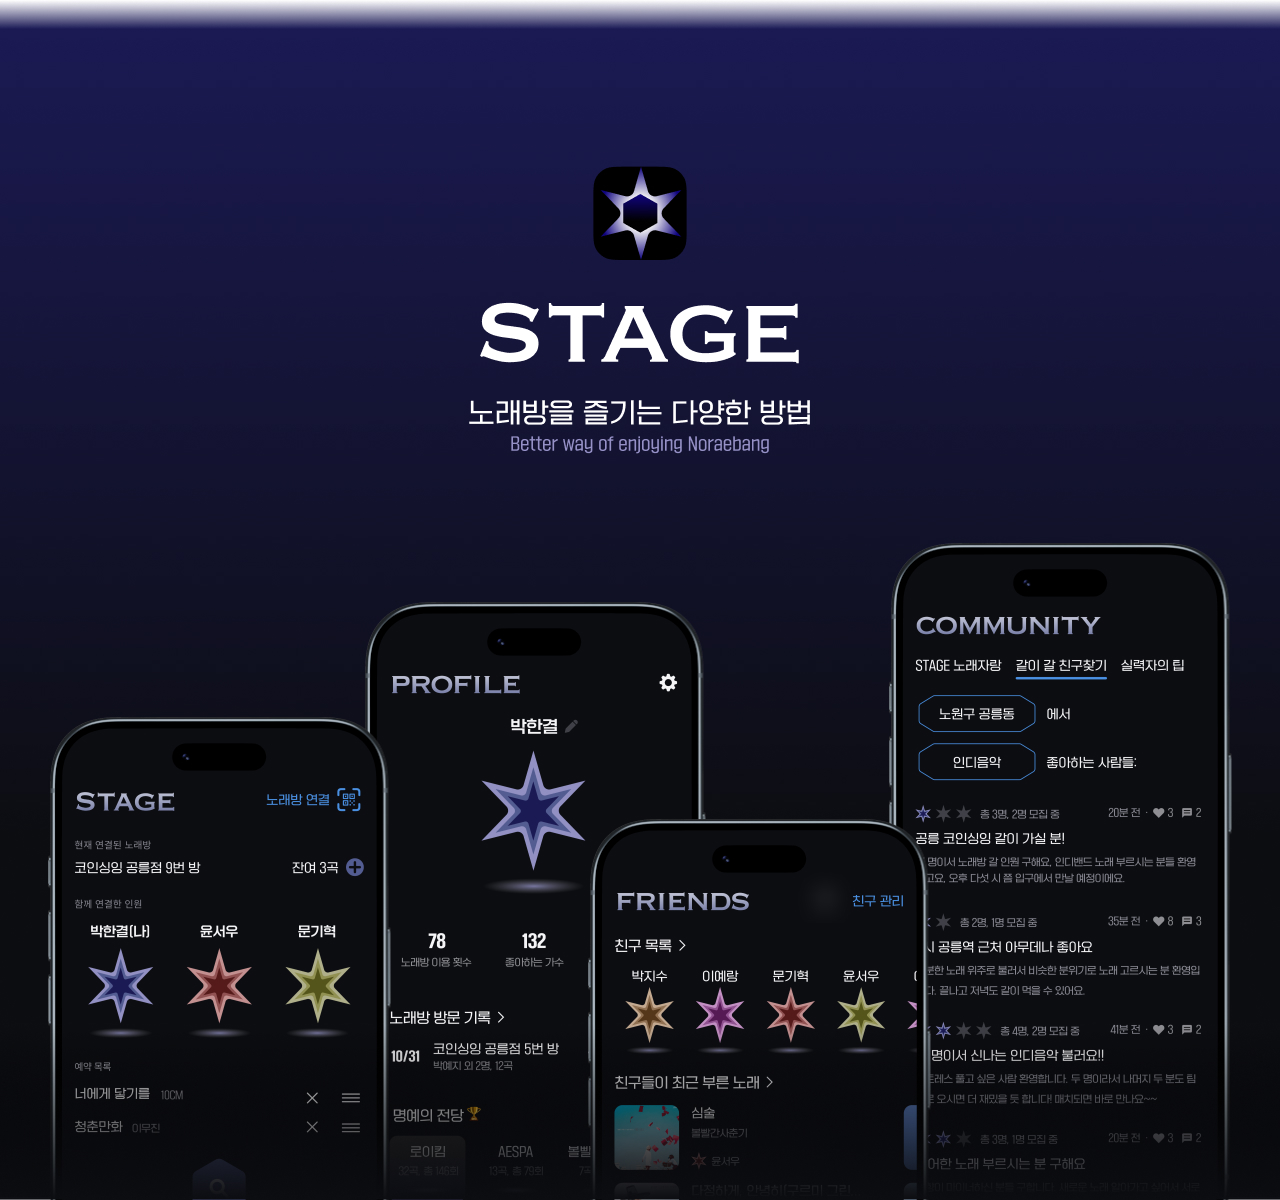 STAGE
노래방을 즐기는 다양한 방법
Better way of enjoying Noraebang
STAGE
노래방 연결
현재 연결된 노래방
코인싱잉 공릉점 9번 방
잔여 3곡
함께 연결한 인원
박한결(나)
윤서우
문기혁
예약 목록
너에게 닿기를 10CM
청춘만화 이무진
PROFILE
박한결
78
132
노래방 이용 횟수
좋아하는 가수
노래방 방문 기록
10/31
코인싱잉 공릉점 5번 방
박예지 외 2명, 12곡
명예의 전당
로이킴
AESPA
볼빨
32곡, 총 146회
13곡, 총 79회
FRIENDS
친구 관리
친구 목록
박지수
이예랑
문기혁
윤서우
친구들이 최근 부른 노래
심술
볼빨간사춘기
윤서우
COMMUNITY
STAGE 노래자랑
같이 갈 친구찾기
실력자의 팁
노원구 공릉동
에서
인디음악
좋아하는 사람들:
총 3명, 2명 모집 중
20분 전 · 3 2
공릉 코인싱잉 같이 가실 분!
명이서 노래방 갈 인원 구해요, 인디밴드 노래 부르시는 분들 환영
고요, 오후 다섯 시 쯤 입구에서 만날 예정이에요.
총 2명, 1명 모집 중
35분 전 · 8 3
시 공릉역 근처 아무데나 좋아요
분한 노래 위주로 불러서 비슷한 분위기로 노래 고르시는 분 환영입
다. 끝나고 저녁도 같이 먹을 수 있어요.
총 4명, 2명 모집 중
41분 전 · 3 2
명이서 신나는 인디음악 불러요!!
트레스 풀고 싶은 사람 환영합니다. 두 명이라서 나머지 두 분도 팀
로 오시면 더 재밌을 듯 합니다! 매치되면 바로 만나요~~
총 3명, 1명 모집 중
20분 전 · 3 2
어한 노래 부르시는 분 구해요